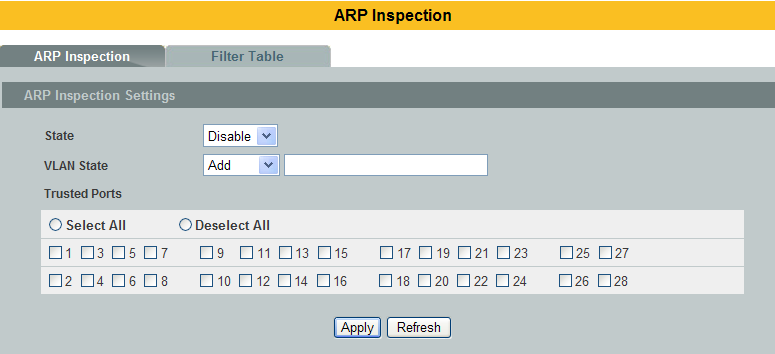 ARP Inspection
ARP Inspection Filter Table
ARP Inspection Settings
State Disable
VLAN State Add
Trusted Ports
Select All Deselect All
1 3 5 7 9 11 13 15 17 19 21 23 25 27
2 4 6 8 10 12 14 16 18 20 22 24 26 28
Apply Refresh